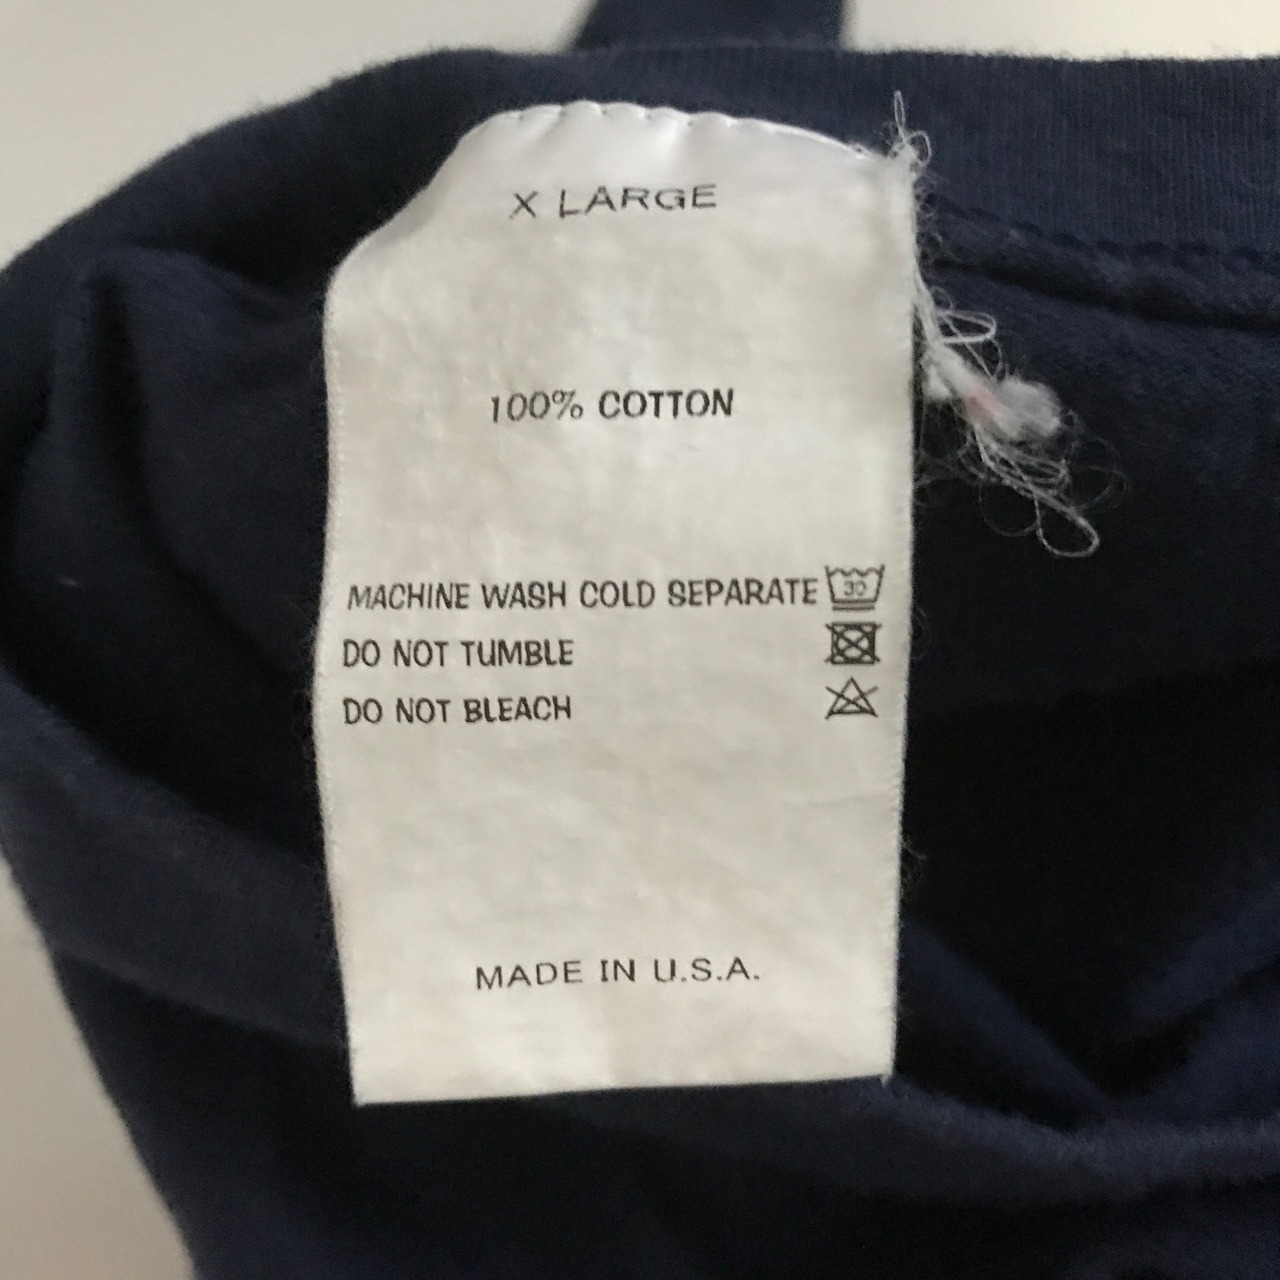 X LARGE
100% COTTON
MACHINE WASH COLD SEPARATE 30
DO NOT TUMBLE
DO NOT BLEACH
MADE IN U.S.A.